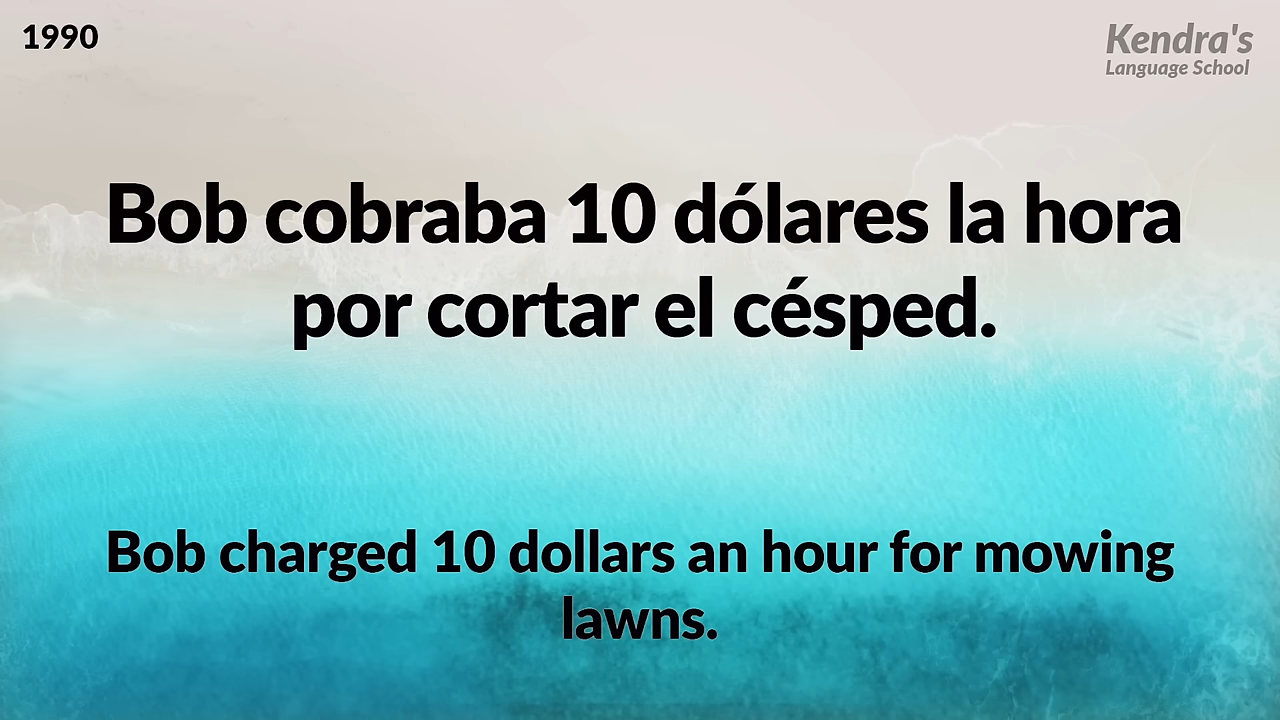 1990
Kendra's
Language School
Bob cobraba 10 dólares la hora
por cortar el césped.
Bob charged 10 dollars an hour for mowing
lawns.